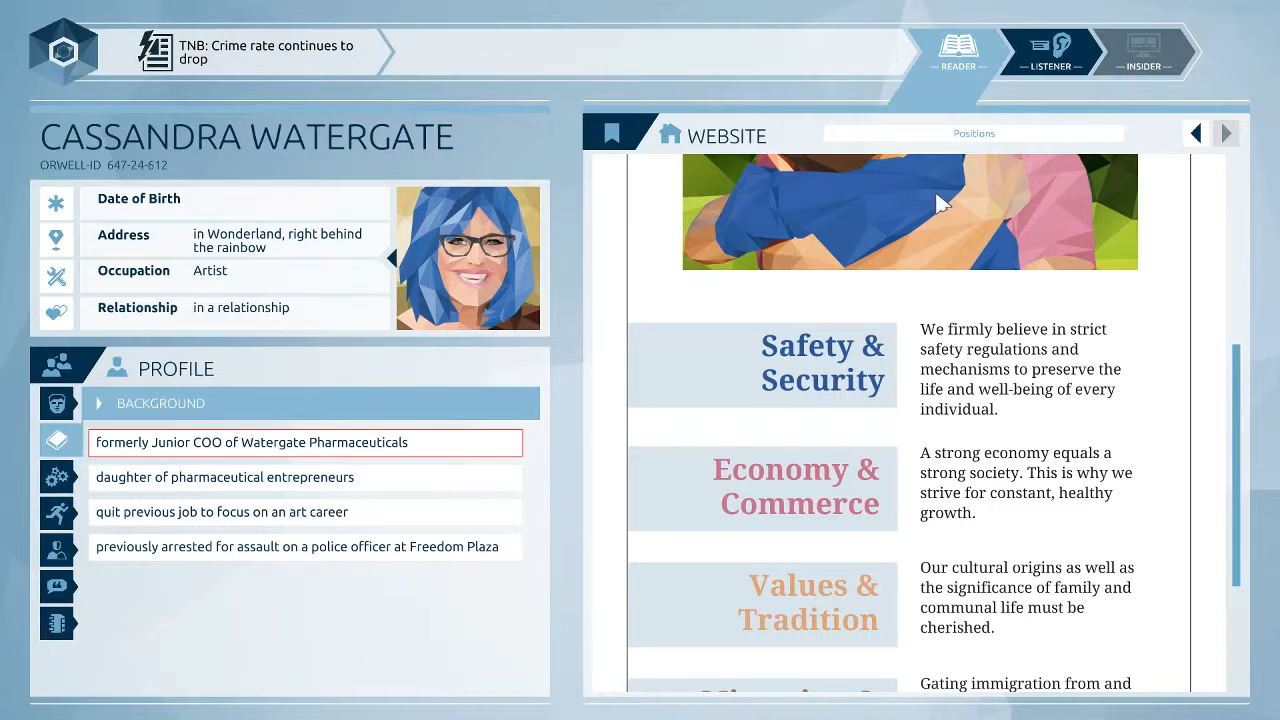 TNB: Crime rate continues to
drop
READER
LISTENER
INSIDER
CASSANDRA WATERGATE
ORWELL-ID 647-24-612
Date of Birth
Address in Wonderland, right behind
the rainbow
Occupation Artist
Relationship in a relationship
PROFILE
BACKGROUND
formerly Junior COO of Watergate Pharmaceuticals
daughter of pharmaceutical entrepreneurs
quit previous job to focus on an art career
previously arrested for assault on a police officer at Freedom Plaza
WEBSITE
Positions
Safety &
Security
We firmly believe in strict
safety regulations and
mechanisms to preserve the
life and well-being of every
individual.
Economy &
Commerce
A strong economy equals a
strong society. This is why we
strive for constant, healthy
growth.
Values &
Tradition
Our cultural origins as well as
the significance of family and
communal life must be
cherished.
Gating immigration from and